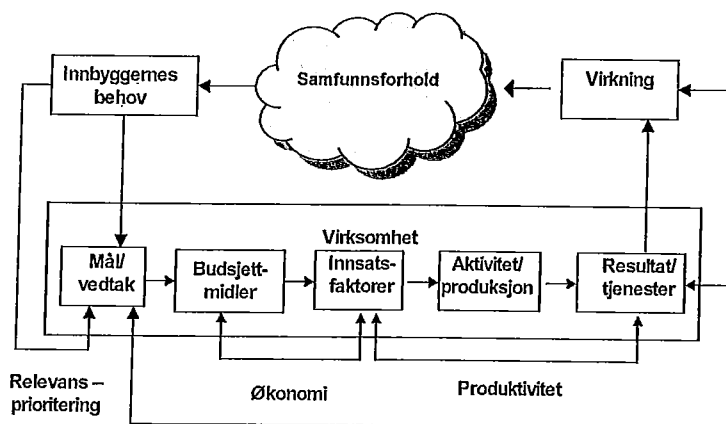 Innbyggernes
behov
Samfunnsforhold
Virkning
Virksomhet
Mål/
vedtak
Budsjett-
midler
Innsats-
faktorer
Aktivitet/
produksjon
Resultat/
tjenester
Relevans –
prioritering
Økonomi
Produktivitet